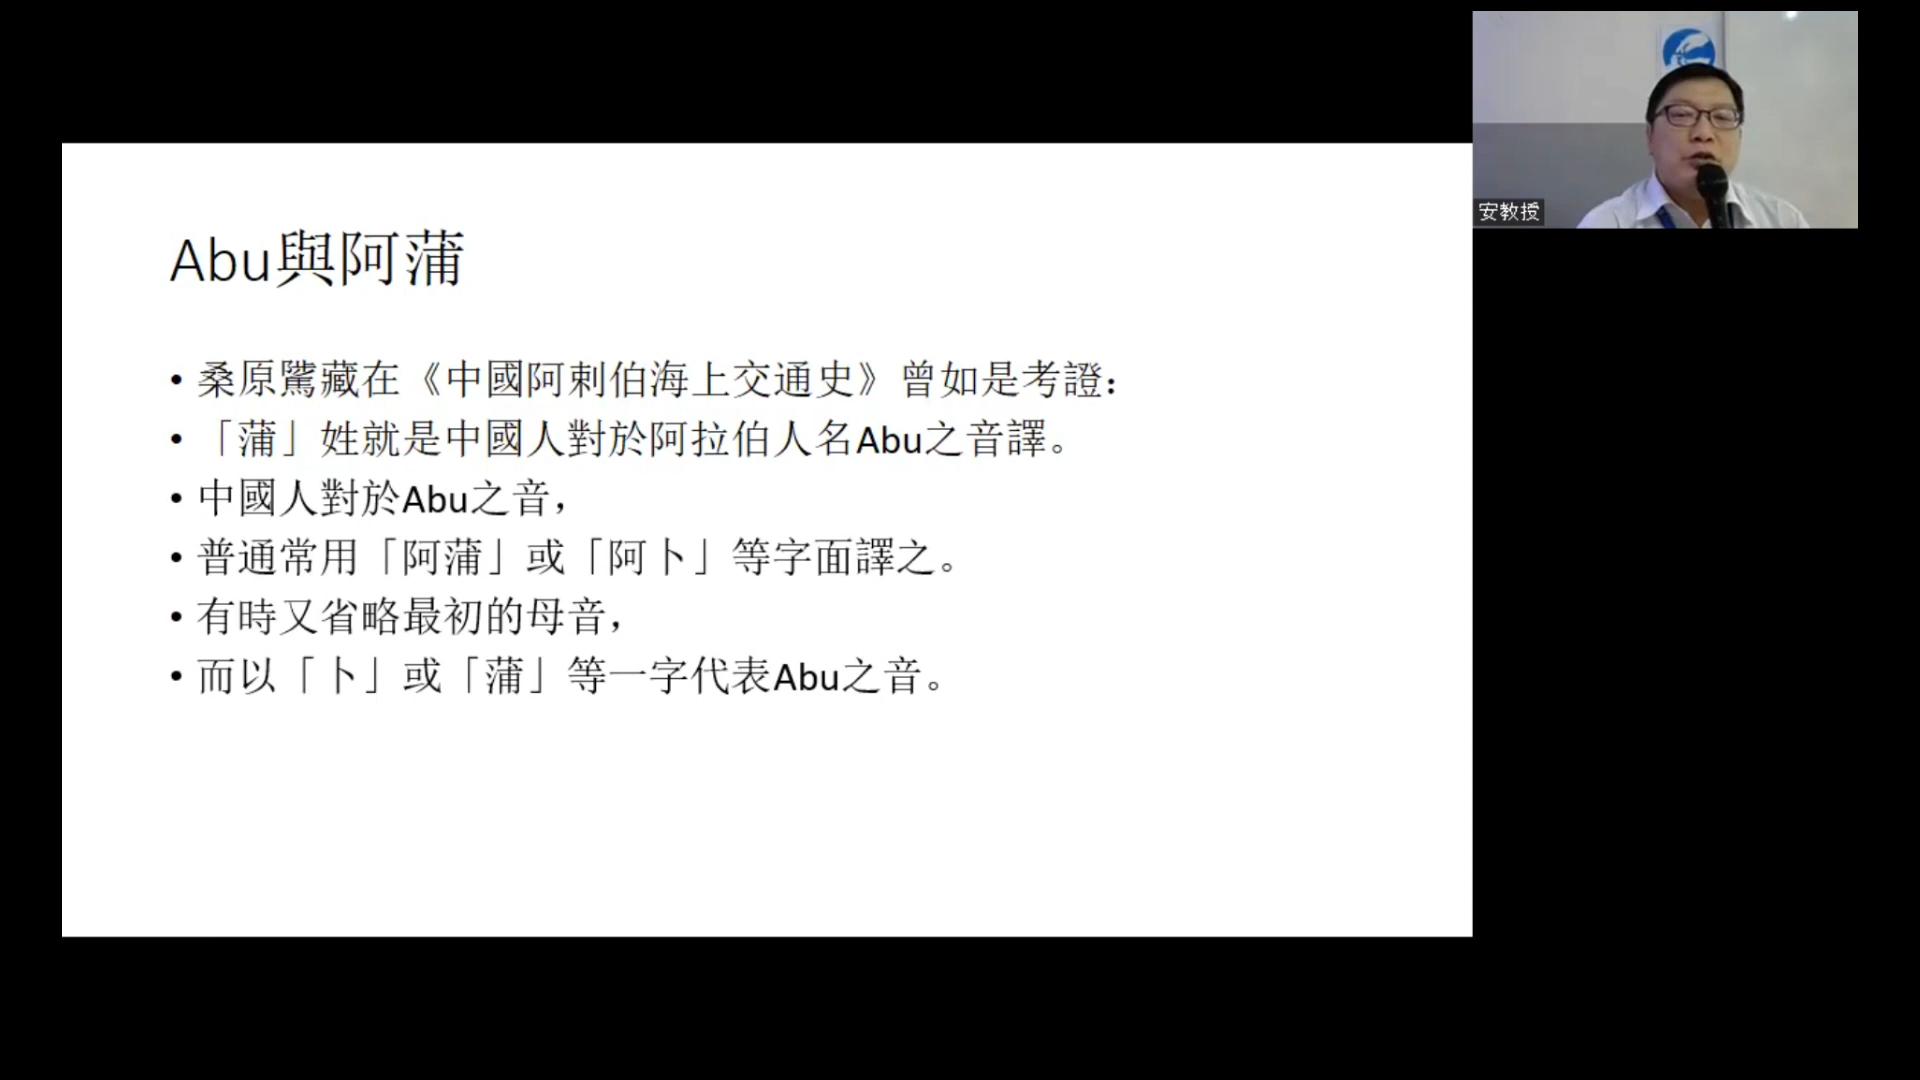 安教授
Abu與阿蒲
• 桑原騭藏在《中國阿剌伯海上交通史》曾如是考證：
• 「蒲」姓就是中國人對於阿拉伯人名Abu之音譯。
• 中國人對於Abu之音，
• 普通常用「阿蒲」或「阿卜」等字面譯之。
• 有時又省略最初的母音，
• 而以「卜」或「蒲」等一字代表Abu之音。